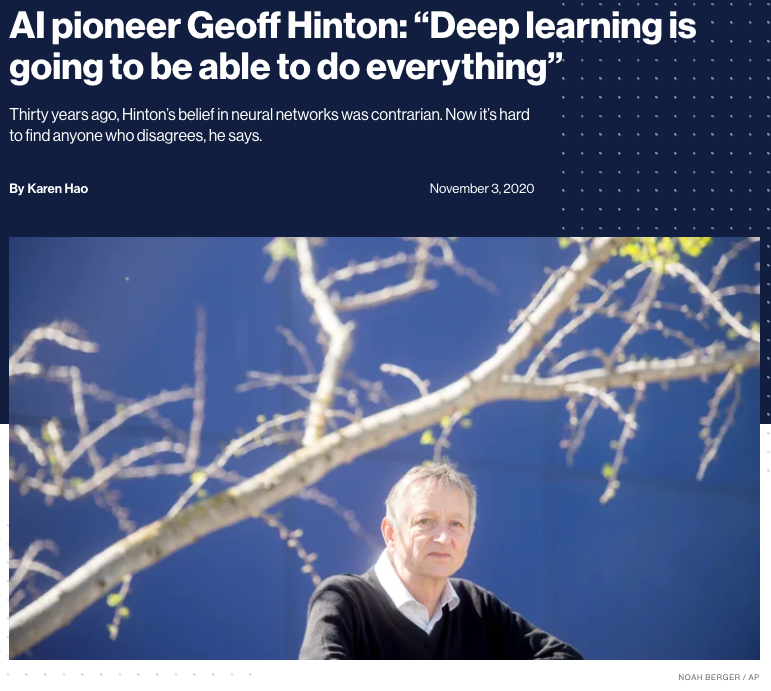 AI pioneer Geoff Hinton: “Deep learning is
going to be able to do everything”
Thirty years ago, Hinton’s belief in neural networks was contrarian. Now it’s hard
to find anyone who disagrees, he says.
By Karen Hao
November 3, 2020
NOAH BERGER / AP